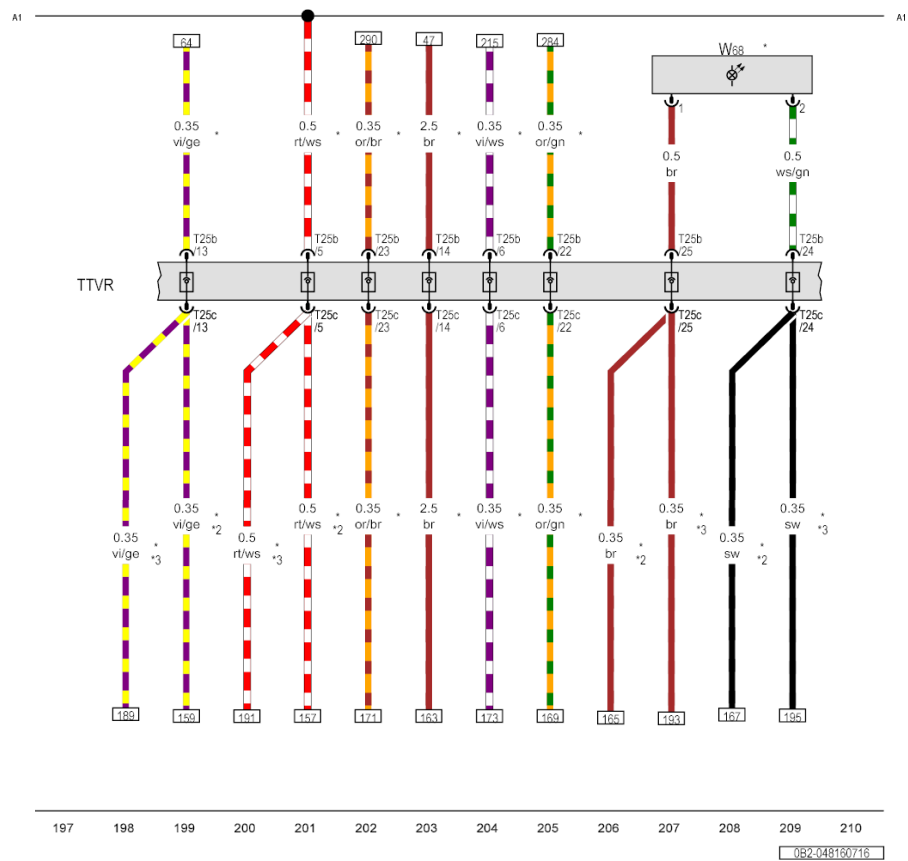 A1 A1
64 290 47 215 284
W68 *
1 2
0.35 0.5 0.35 2.5 0.35 0.35
vi/ge * rt/ws * or/br * br * vi/ws * or/gn *
0.5 0.5
br ws/gn
T25b T25b T25b T25b T25b T25b T25b T25b
/13 /5 /23 /14 /6 /22 /25 /24
TTVR
T25c T25c T25c T25c T25c T25c T25c T25c
/13 /5 /23 /14 /6 /22 /25 /24
0.35 * 0.5 * 0.35 2.5 0.35 0.35 0.35 * 0.35 *
vi/ge *2 rt/ws *2 or/br * br * vi/ws * or/gn * br *3 sw *3
0.35 * 0.5 * 0.35 * 0.35 *
vi/ge *3 rt/ws *3 br *2 sw *2
189 159 191 157 171 163 173 169 165 193 167 195
197 198 199 200 201 202 203 204 205 206 207 208 209 210
0B2-048160716